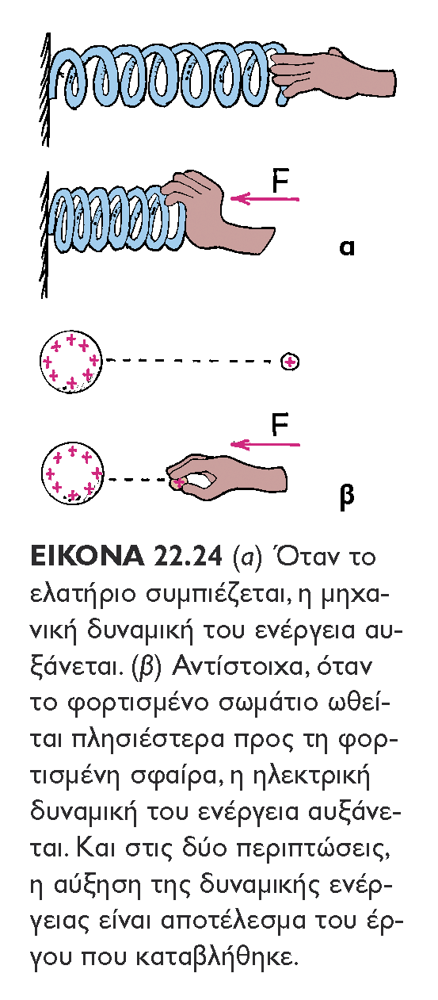 F
α
F
β
ΕΙΚΟΝΑ 22.24 (α) Όταν το
ελατήριο συμπιέζεται, η μηχα-
νική δυναμική του ενέργεια αυ-
ξάνεται. (β) Αντίστοιχα, όταν
το φορτισμένο σωμάτιο ωθεί-
ται πλησιέστερα προς τη φορ-
τισμένη σφαίρα, η ηλεκτρική
δυναμική του ενέργεια αυξάνε-
ται. Και στις δύο περιπτώσεις,
η αύξηση της δυναμικής ενέρ-
γειας είναι αποτέλεσμα του έρ-
γου που καταβλήθηκε.